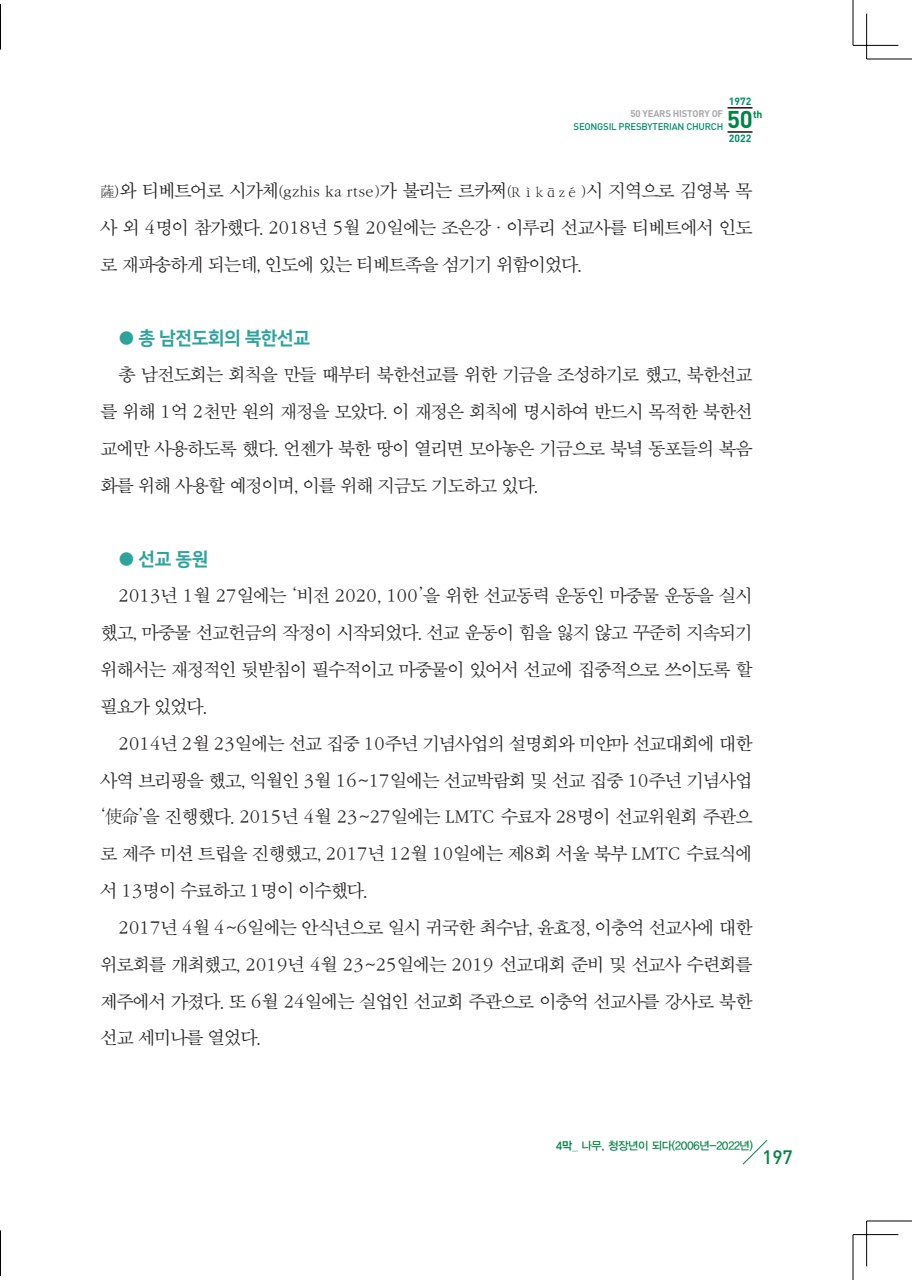 1972
50 YEARS HISTORY OF
SEONGSIL PRESBYTERIAN CHURCH
50th
2022
薩)와 티베트어로 시가체(gzhis ka rtse)가 불리는 르카쩌(Rìkāzé)시 지역으로 김영복 목
사 외 4명이 참가했다. 2018년 5월 20일에는 조은강 · 이루리 선교사를 티베트에서 인도
로 재파송하게 되는데, 인도에 있는 티베트족을 섬기기 위함이었다.
● 총 남전도회의 북한선교
총 남전도회는 회칙을 만들 때부터 북한선교를 위한 기금을 조성하기로 했고, 북한선교
를 위해 1억 2천만 원의 재정을 모았다. 이 재정은 회칙에 명시하여 반드시 목적한 북한선
교에만 사용하도록 했다. 언젠가 북한 땅이 열리면 모아놓은 기금으로 북녘 동포들의 복음
화를 위해 사용할 예정이며, 이를 위해 지금도 기도하고 있다.
● 선교 동원
2013년 1월 27일에는 ‘비전 2020, 100’을 위한 선교동력 운동인 마중물 운동을 실시
했고, 마중물 선교헌금의 작정이 시작되었다. 선교 운동이 힘을 잃지 않고 꾸준히 지속되기
위해서는 재정적인 뒷받침이 필수적이고 마중물이 있어서 선교에 집중적으로 쓰이도록 할
필요가 있었다.
2014년 2월 23일에는 선교 집중 10주년 기념사업의 설명회와 미얀마 선교대회에 대한
사역 브리핑을 했고, 익월인 3월 16~17일에는 선교박람회 및 선교 집중 10주년 기념사업
‘使命’을 진행했다. 2015년 4월 23~27일에는 LMTC 수료자 28명이 선교위원회 주관으
로 제주 미션 트립을 진행했고, 2017년 12월 10일에는 제8회 서울 북부 LMTC 수료식에
서 13명이 수료하고 1명이 이수했다.
2017년 4월 4~6일에는 안식년으로 일시 귀국한 최수남, 윤효정, 이충억 선교사에 대한
위로회를 개최했고, 2019년 4월 23~25일에는 2019 선교대회 준비 및 선교사 수련회를
제주에서 가졌다. 또 6월 24일에는 실업인 선교회 주관으로 이충억 선교사를 강사로 북한
선교 세미나를 열었다.
4막_ 나무, 청장년이 되다(2006년–2022년)
197